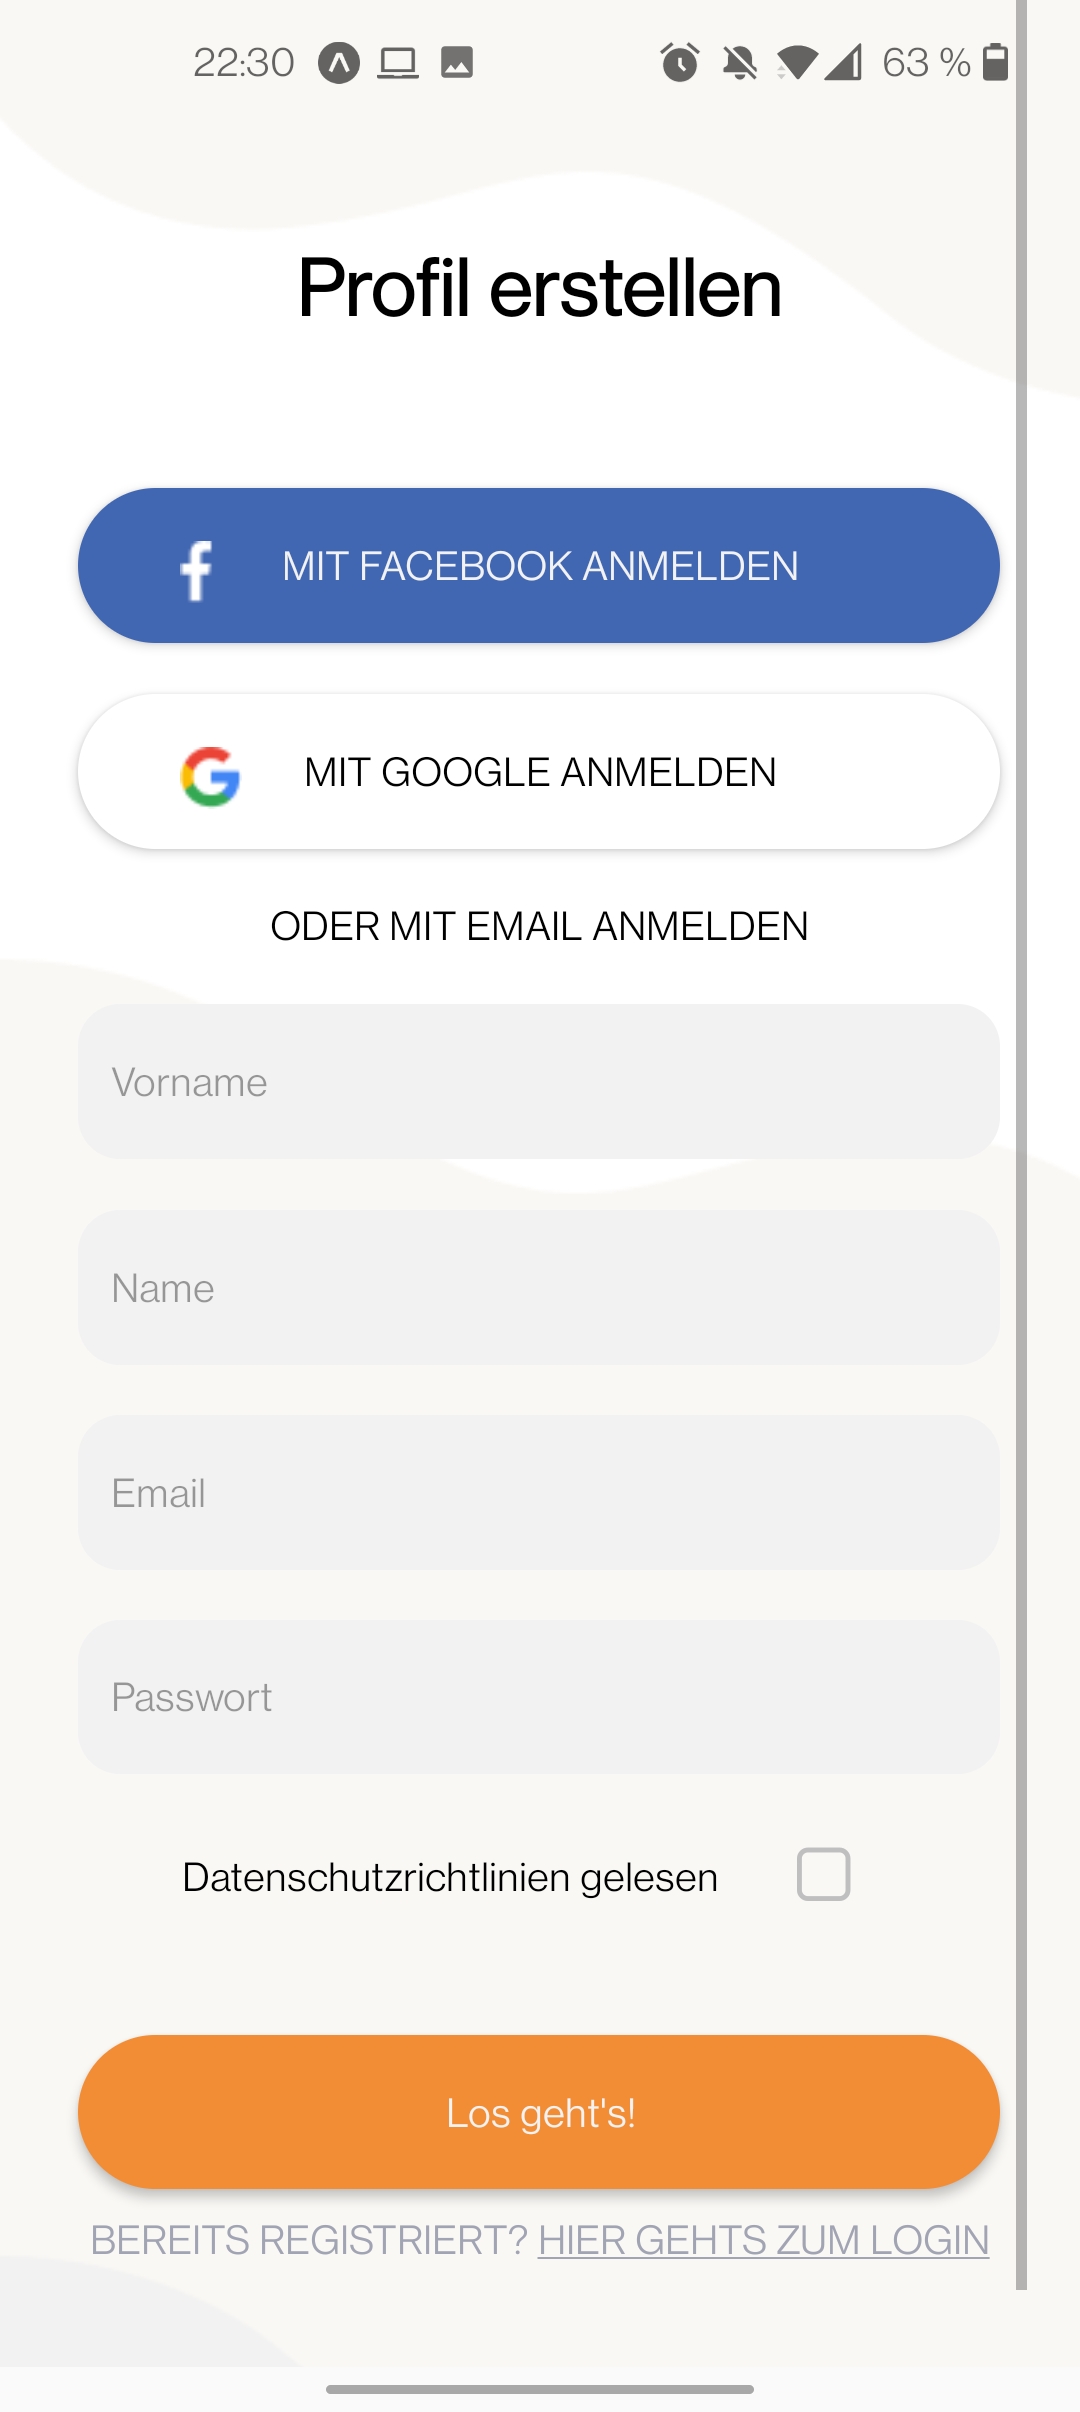 22:30 63 %
Profil erstellen
MIT FACEBOOK ANMELDEN
MIT GOOGLE ANMELDEN
ODER MIT EMAIL ANMELDEN
Vorname
Name
Email
Passwort
Datenschutzrichtlinien gelesen
Los geht's!
BEREITS REGISTRIERT? HIER GEHTS ZUM LOGIN